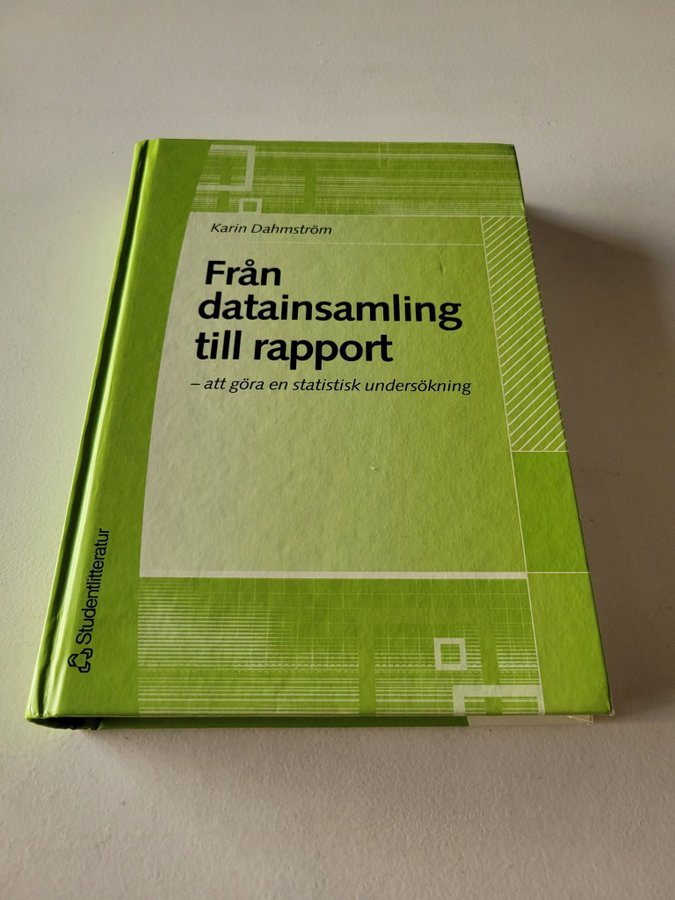 Karin Dahmström
Från
datainsamling
till rapport
– att göra en statistisk undersökning
Studentlitteratur